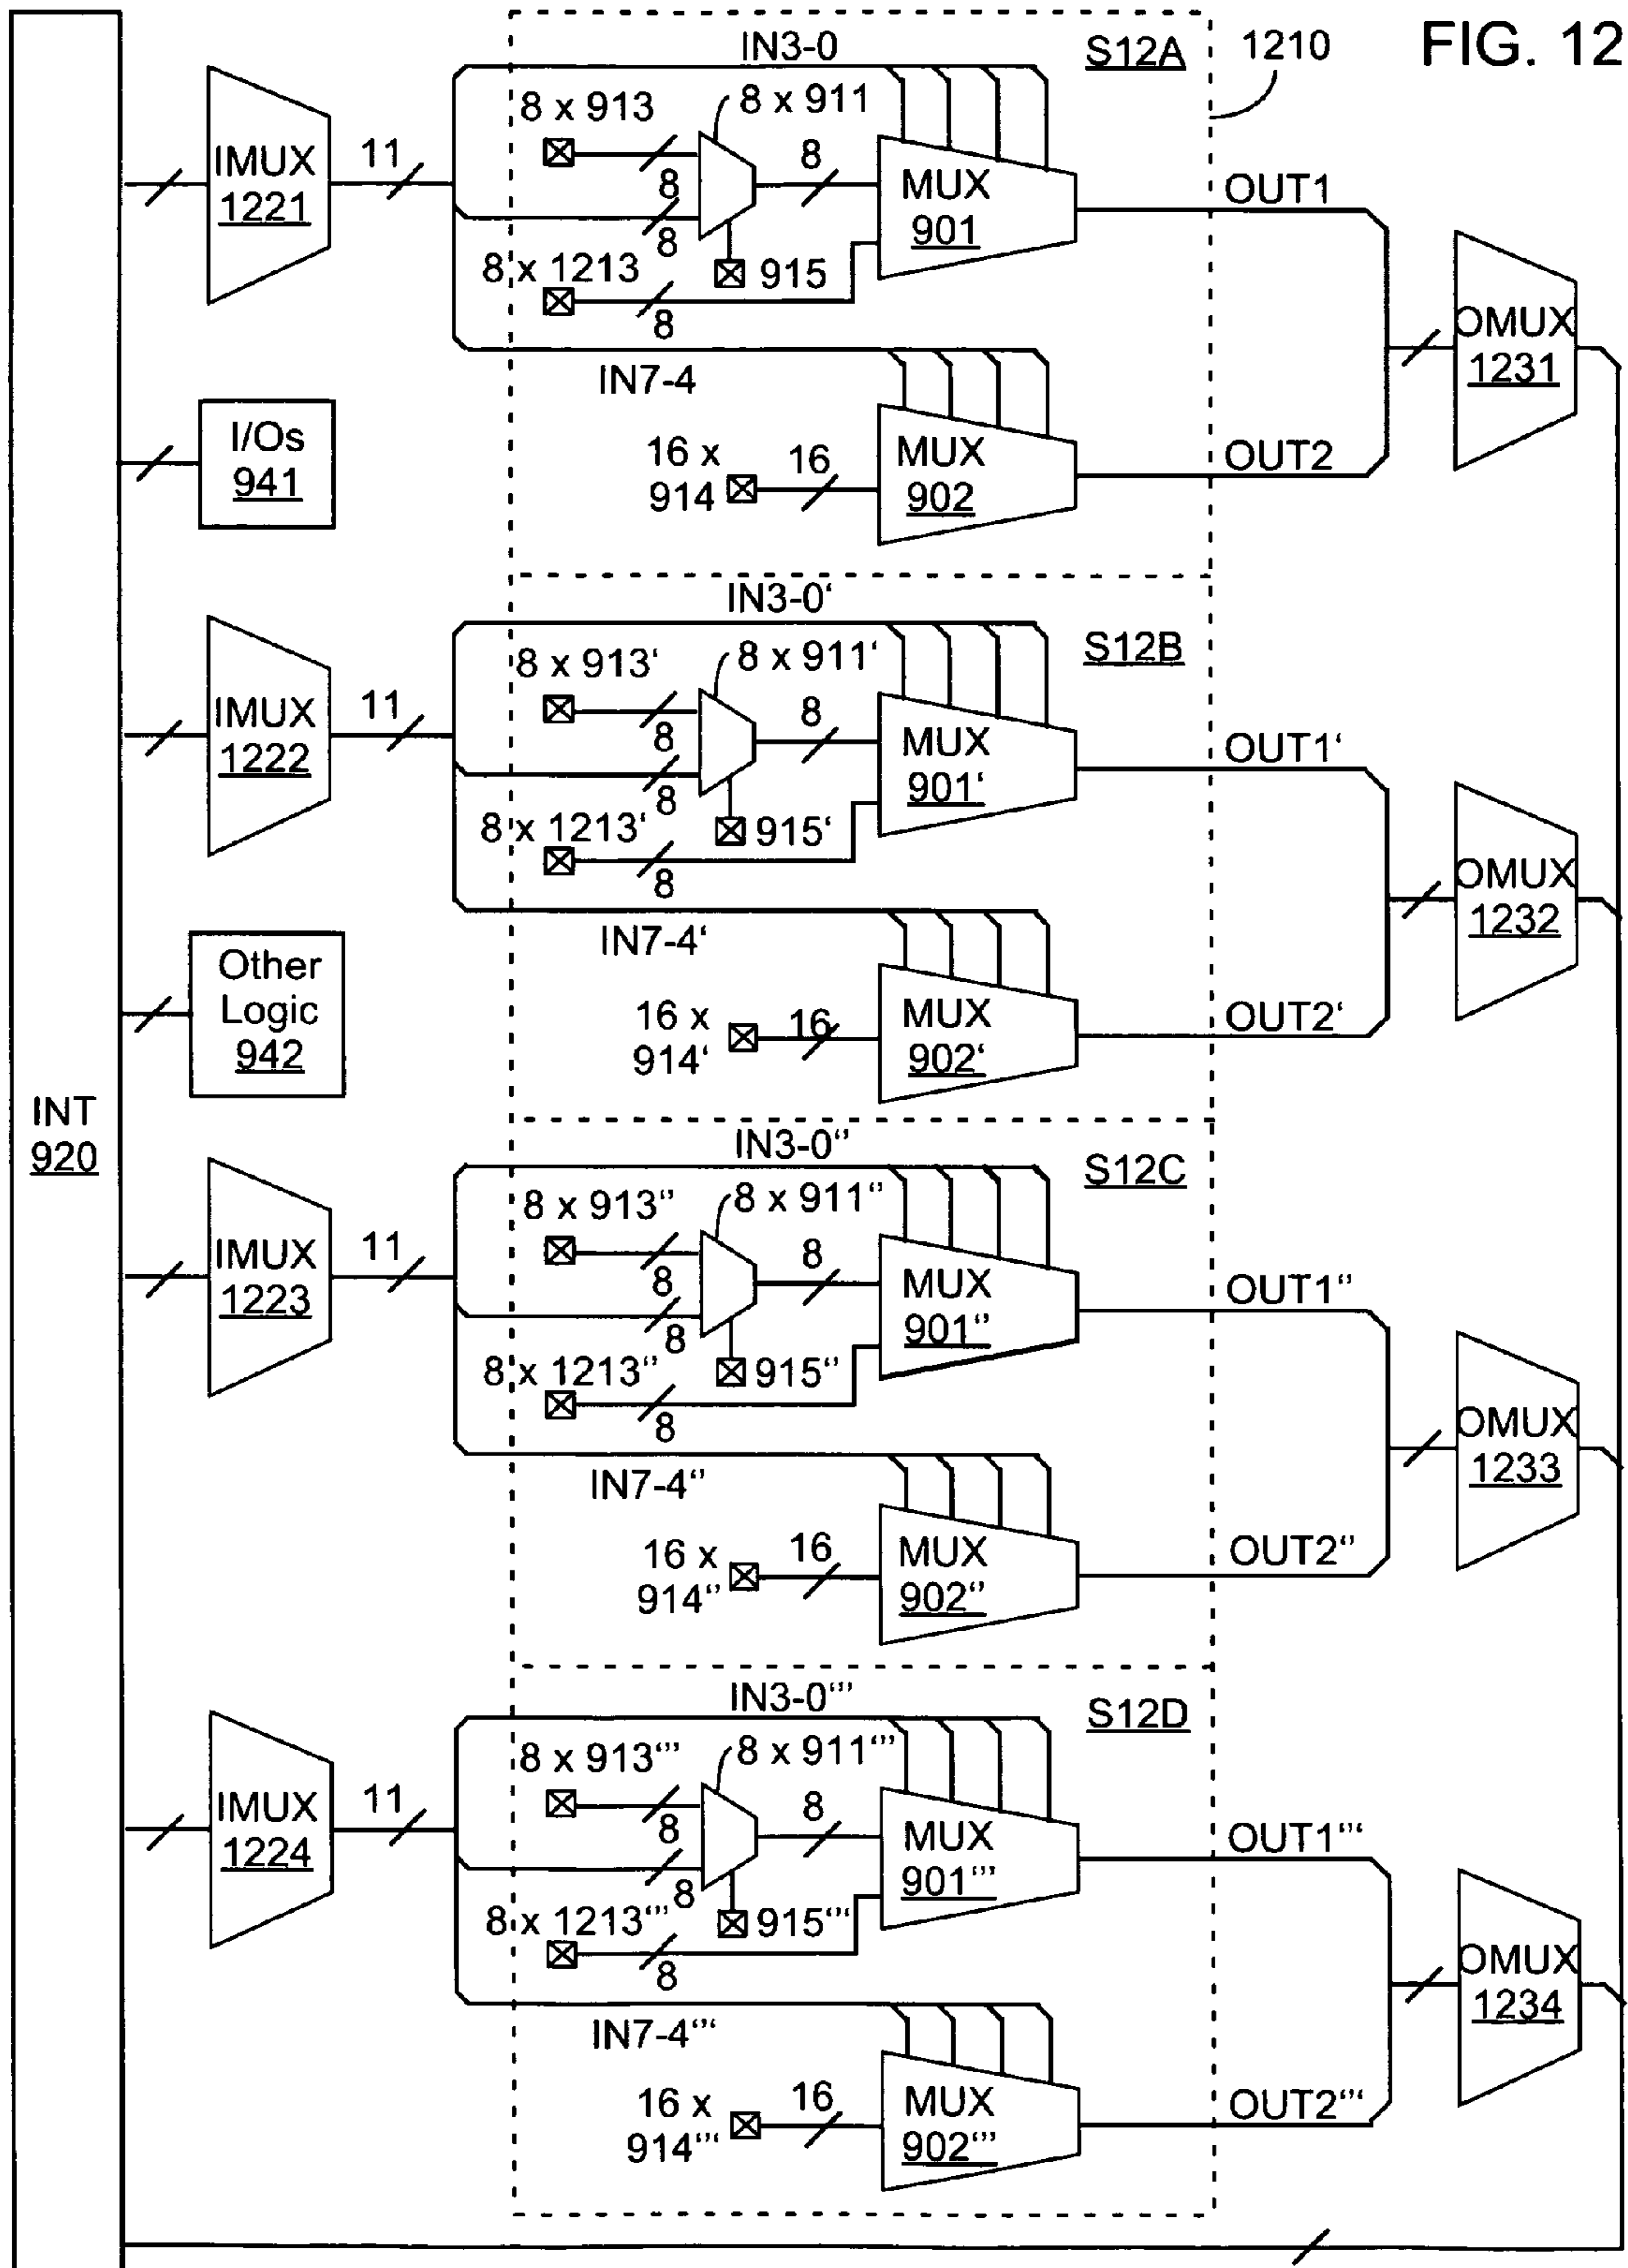 FIG. 12
1210
IN3-0
S12A
8 x 913
8 x 911
IMUX
1221
11
8
8
8
MUX
901
OUT1
8 x 1213
915
8
OMUX
1231
IN7-4
I/Os
941
16 x
914
16
MUX
902
OUT2
IN3-0‘
S12B
8 x 913‘
8 x 911‘
IMUX
1222
11
8
8
8
MUX
901‘
OUT1‘
8 x 1213‘
915‘
8
OMUX
1232
IN7-4‘
Other
Logic
942
16 x
914‘
16
MUX
902‘
OUT2‘
INT
920
IN3-0“
S12C
8 x 913“
8 x 911“
IMUX
1223
11
8
8
8
MUX
901“
OUT1“
8 x 1213“
915“
8
OMUX
1233
IN7-4“
16 x
914“
16
MUX
902“
OUT2“
IN3-0“‘
S12D
8 x 913“‘
8 x 911“‘
IMUX
1224
11
8
8
8
MUX
901“‘
OUT1“‘
8 x 1213“‘
915“‘
8
OMUX
1234
IN7-4“‘
16 x
914“‘
16
MUX
902“‘
OUT2“‘